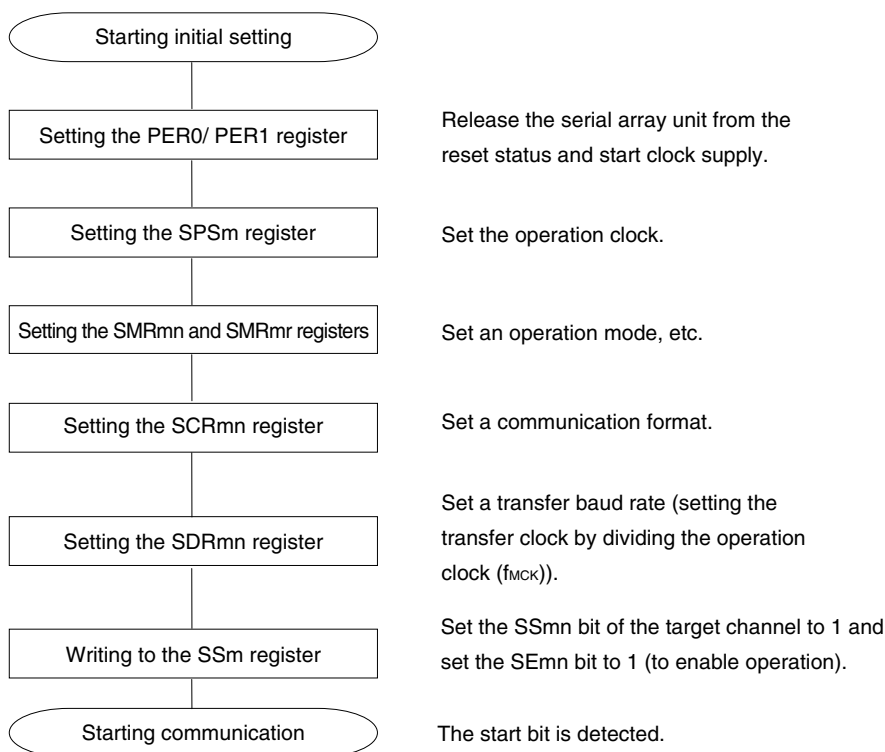 Starting initial setting
Setting the PER0/ PER1 register
Release the serial array unit from the
reset status and start clock supply.
Setting the SPSm register
Set the operation clock.
Setting the SMRmn and SMRmr registers
Set an operation mode, etc.
Setting the SCRmn register
Set a communication format.
Setting the SDRmn register
Set a transfer baud rate (setting the
transfer clock by dividing the operation
clock (fMCK)).
Writing to the SSm register
Set the SSmn bit of the target channel to 1 and
set the SEmn bit to 1 (to enable operation).
Starting communication
The start bit is detected.